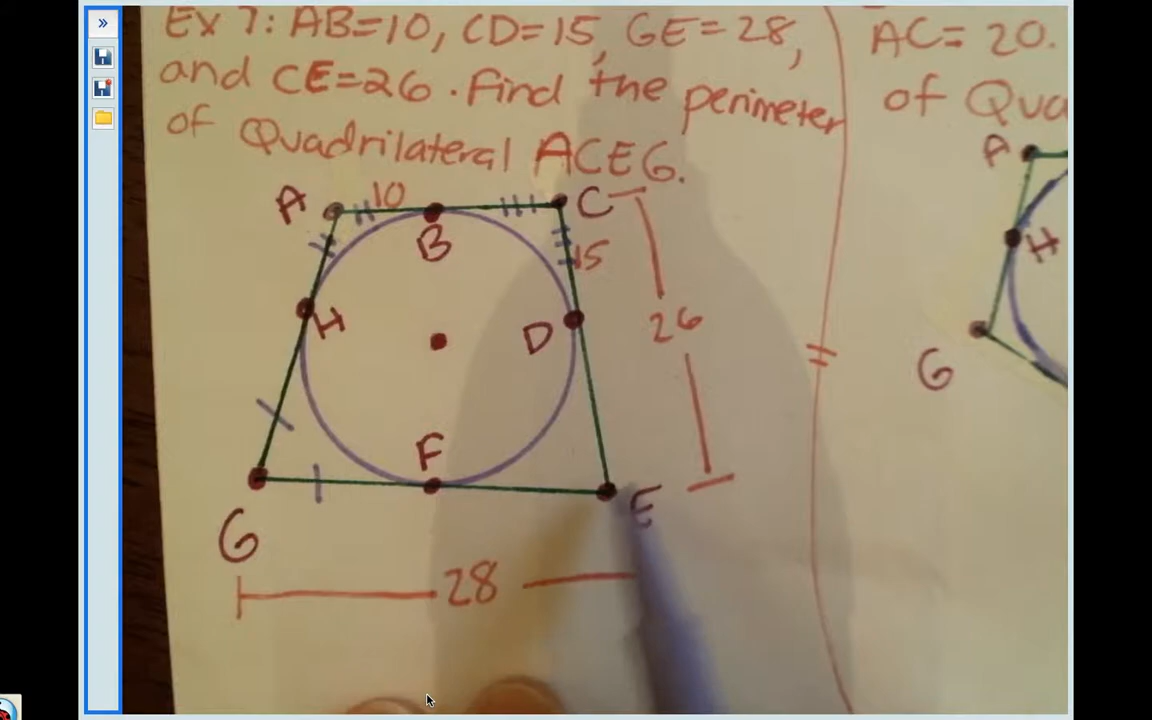 Ex 7: AB=10, CD=15, GE=28,
and CE=26. Find the perimeter
of Quadrilateral ACEG.
A 10 C
B 15
H D 26
F
G E
28
AC= 20.
of Qua
A
H
G
»